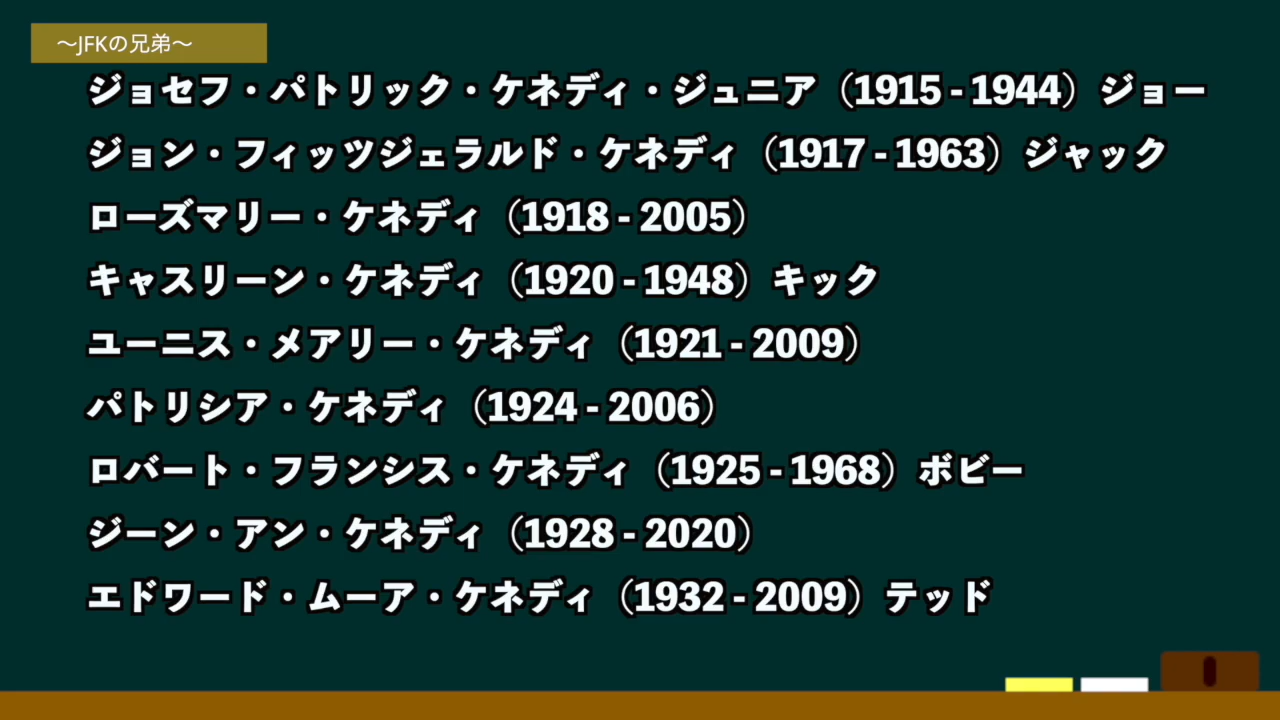 〜JFKの兄弟〜
ジョセフ・パトリック・ケネディ・ジュニア（1915 - 1944）ジョー
ジョン・フィッツジェラルド・ケネディ（1917 - 1963）ジャック
ローズマリー・ケネディ（1918 - 2005）
キャスリーン・ケネディ（1920 - 1948）キック
ユーニス・メアリー・ケネディ（1921 - 2009）
パトリシア・ケネディ（1924 - 2006）
ロバート・フランシス・ケネディ（1925 - 1968）ボビー
ジーン・アン・ケネディ（1928 - 2020）
エドワード・ムーア・ケネディ（1932 - 2009）テッド